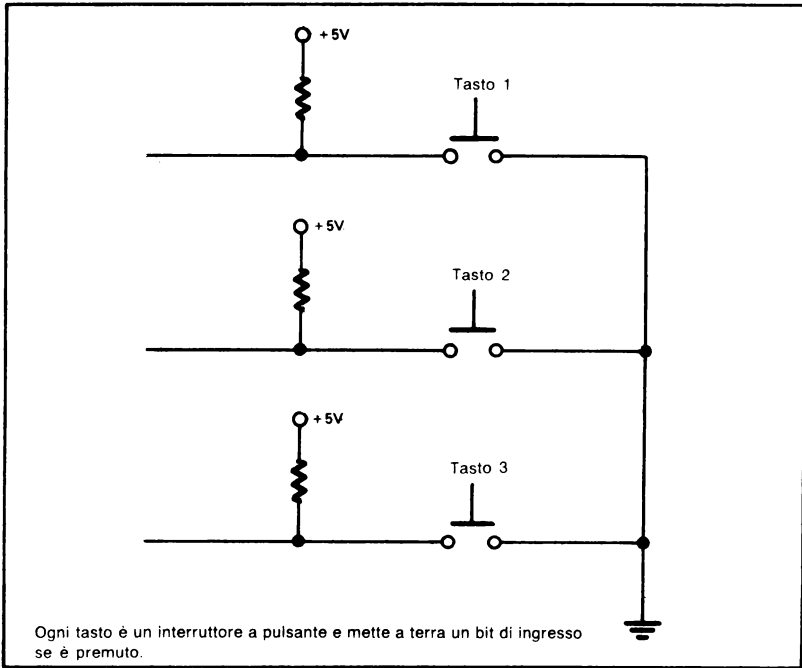 +5V
Tasto 1
+5V
Tasto 2
+5V
Tasto 3
Ogni tasto è un interruttore a pulsante e mette a terra un bit di ingresso
se è premuto.